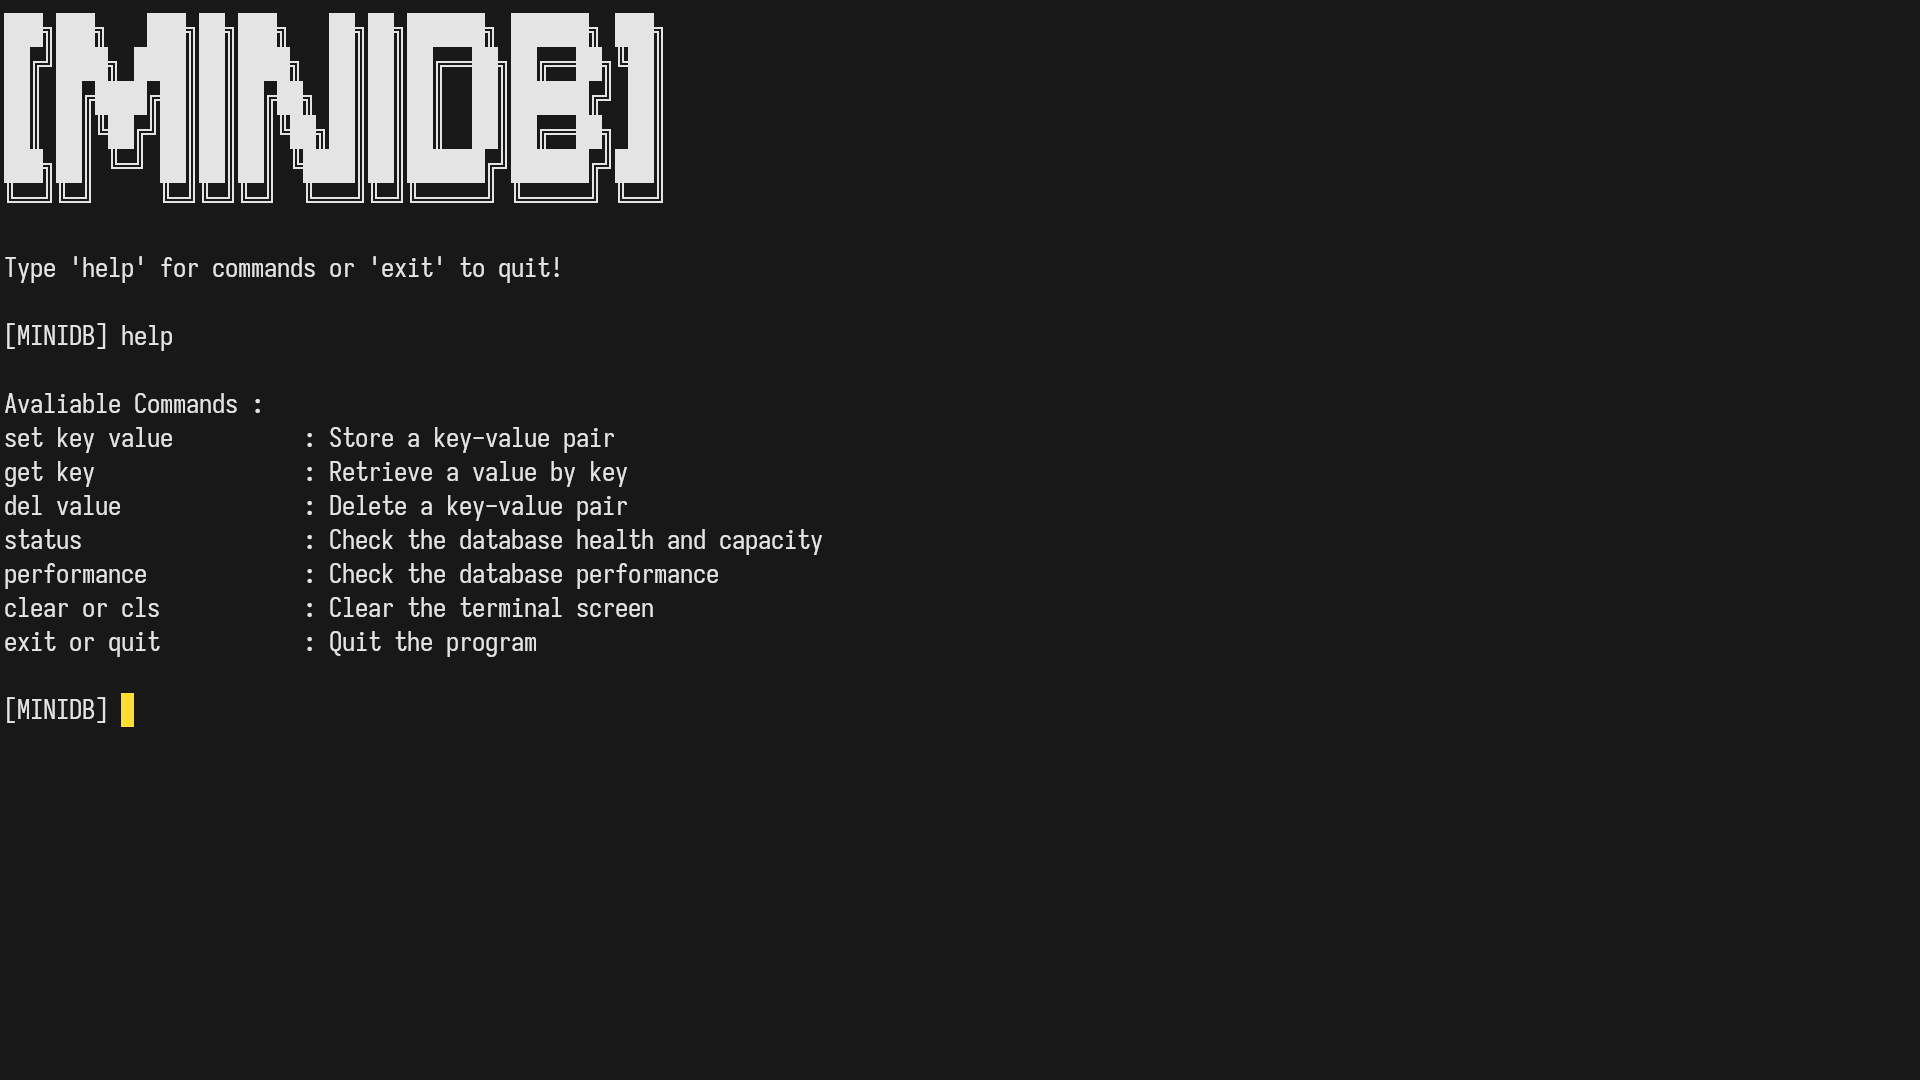 [MINIDB]
Type 'help' for commands or 'exit' to quit!
[MINIDB] help
Avaliable Commands :
set key value : Store a key-value pair
get key : Retrieve a value by key
del value : Delete a key-value pair
status : Check the database health and capacity
performance : Check the database performance
clear or cls : Clear the terminal screen
exit or quit : Quit the program
[MINIDB]